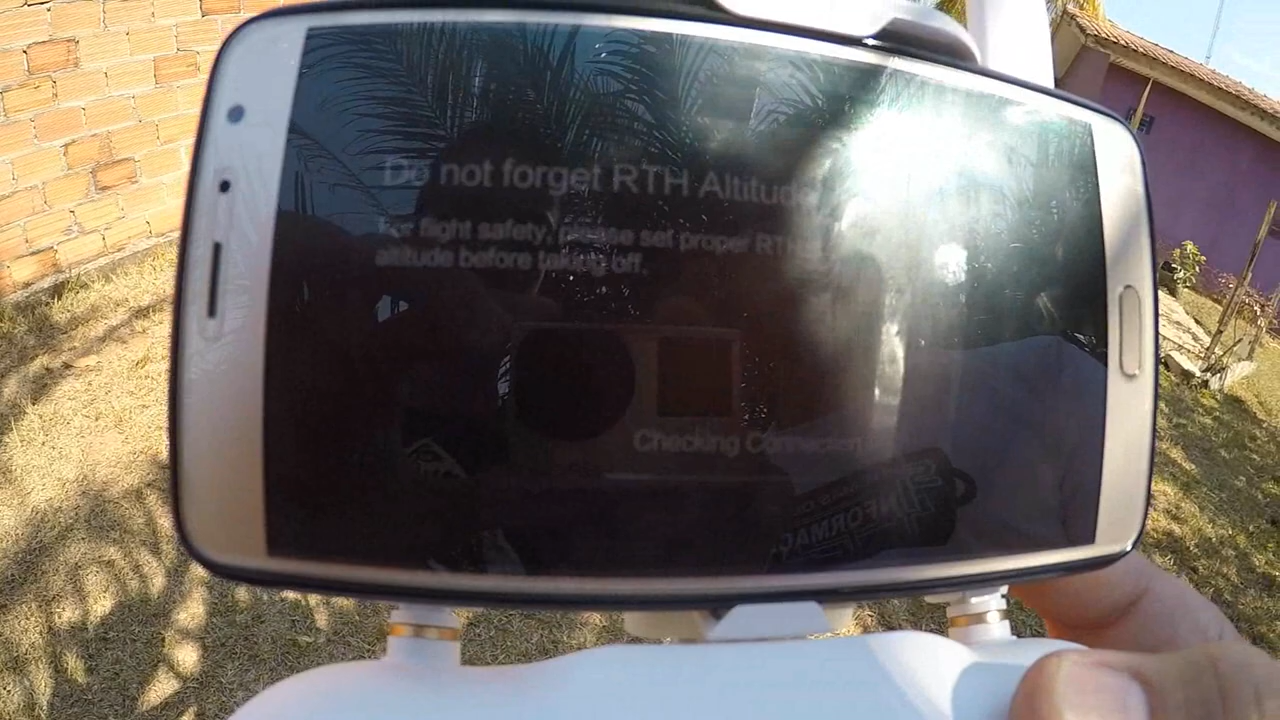 Do not forget RTH Altitude
For flight safety, please set proper RTH
altitude before taking off.
Checking Connection